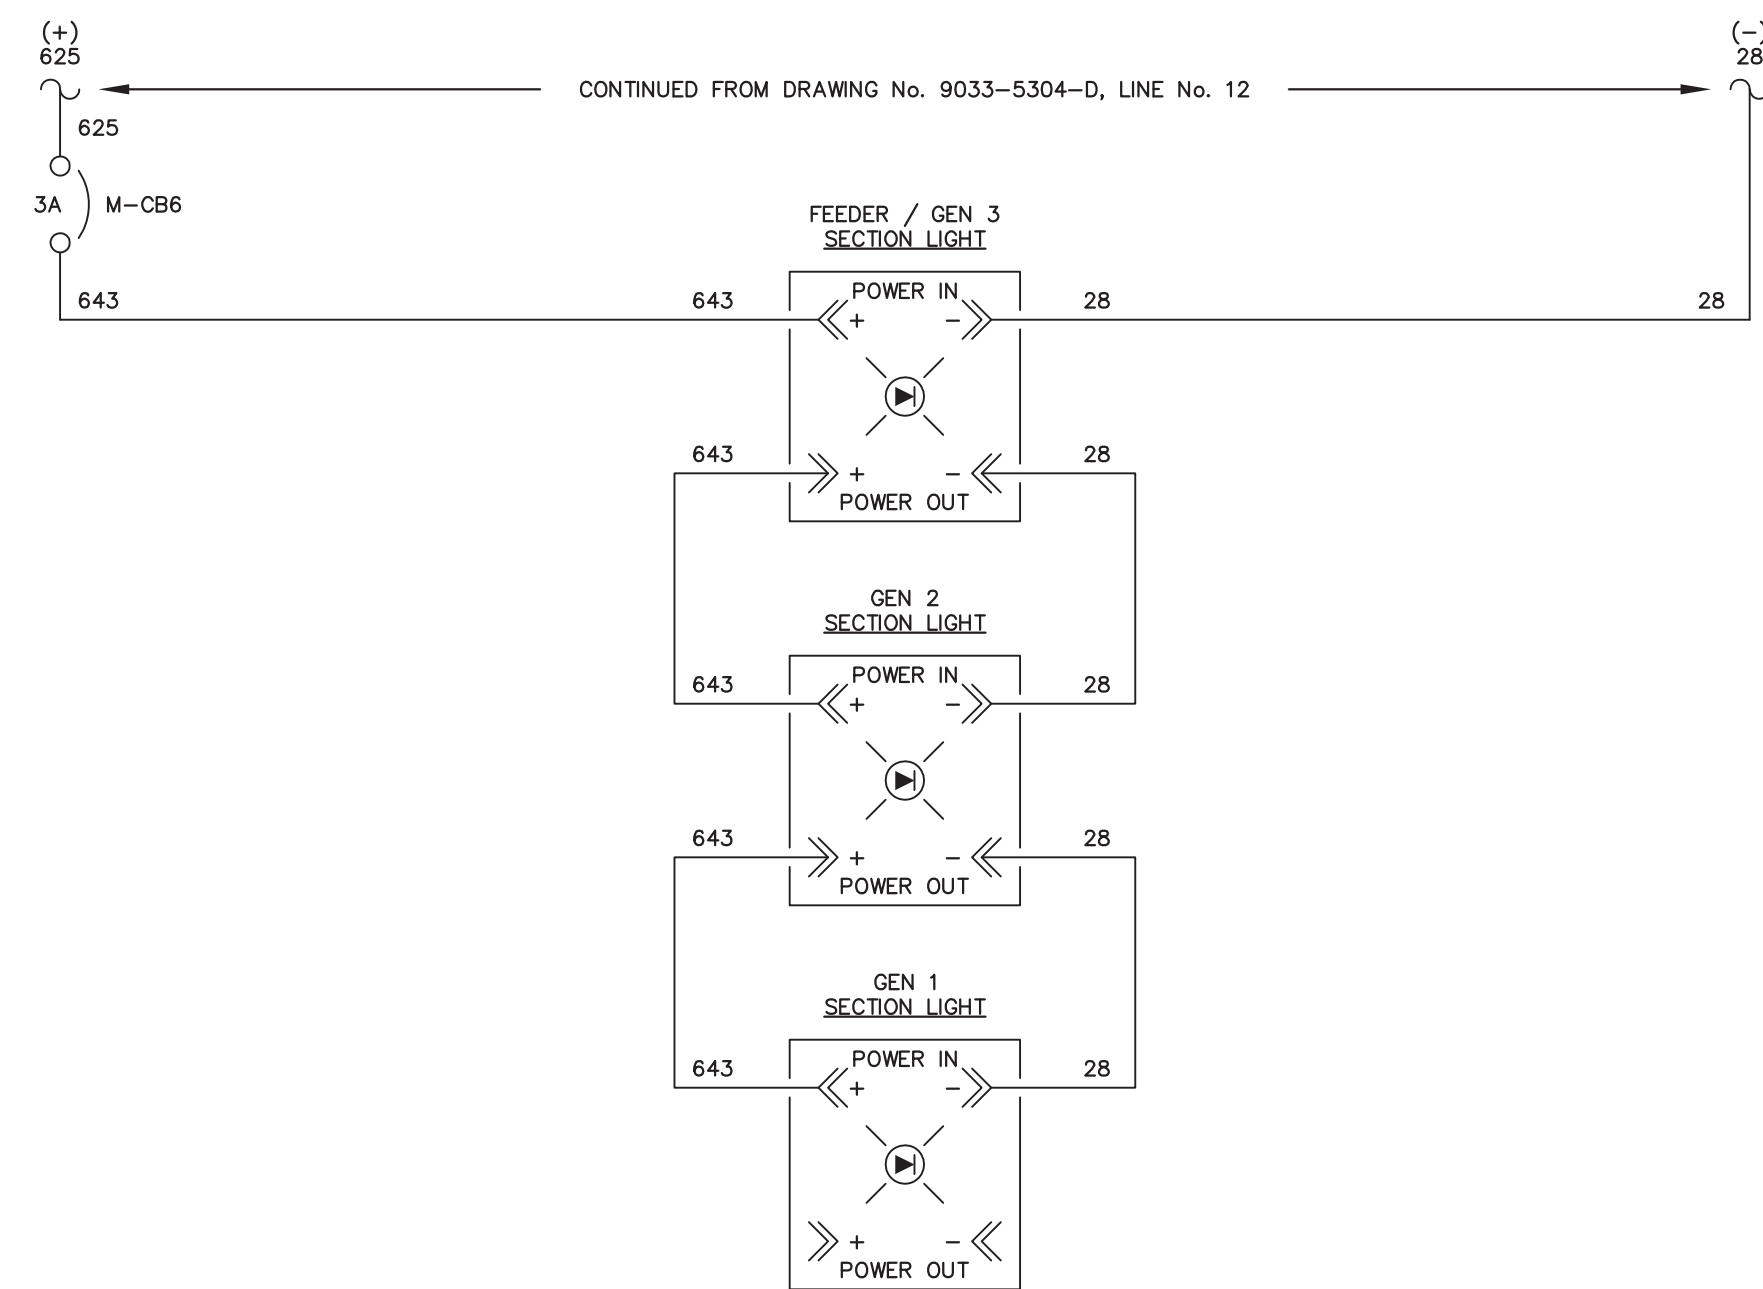 (+)
625
(-)
28
CONTINUED FROM DRAWING No. 9033-5304-D, LINE No. 12
625
3A
M-CB6
FEEDER / GEN 3
SECTION LIGHT
643
643
POWER IN
28
28
+ -
643
28
+ -
POWER OUT
GEN 2
SECTION LIGHT
643
POWER IN
28
+ -
643
28
+ -
POWER OUT
GEN 1
SECTION LIGHT
643
POWER IN
28
+ -
+ -
POWER OUT